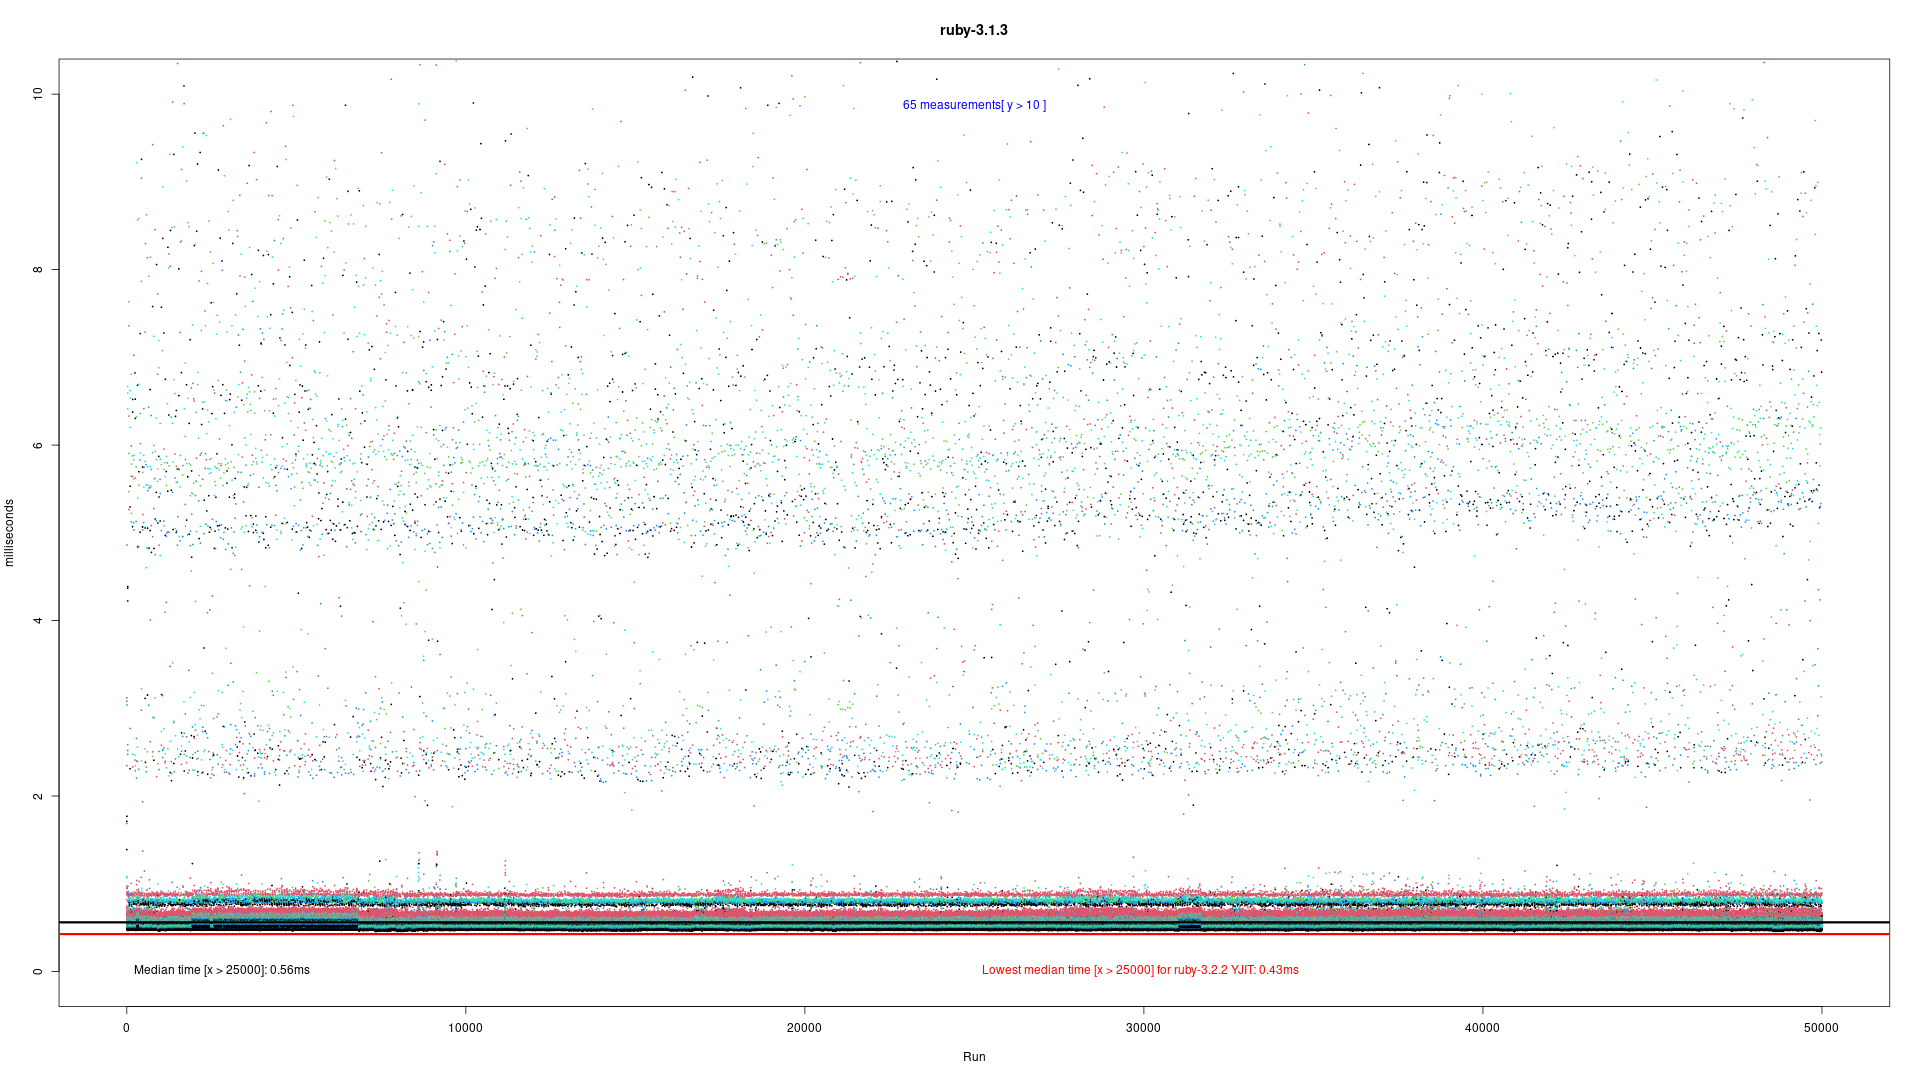 ruby-3.1.3
65 measurements[ y > 10 ]
milliseconds
10
8
6
4
2
0
Median time [x > 25000]: 0.56ms
Lowest median time [x > 25000] for ruby-3.2.2 YJIT: 0.43ms
0 10000 20000 30000 40000 50000
Run